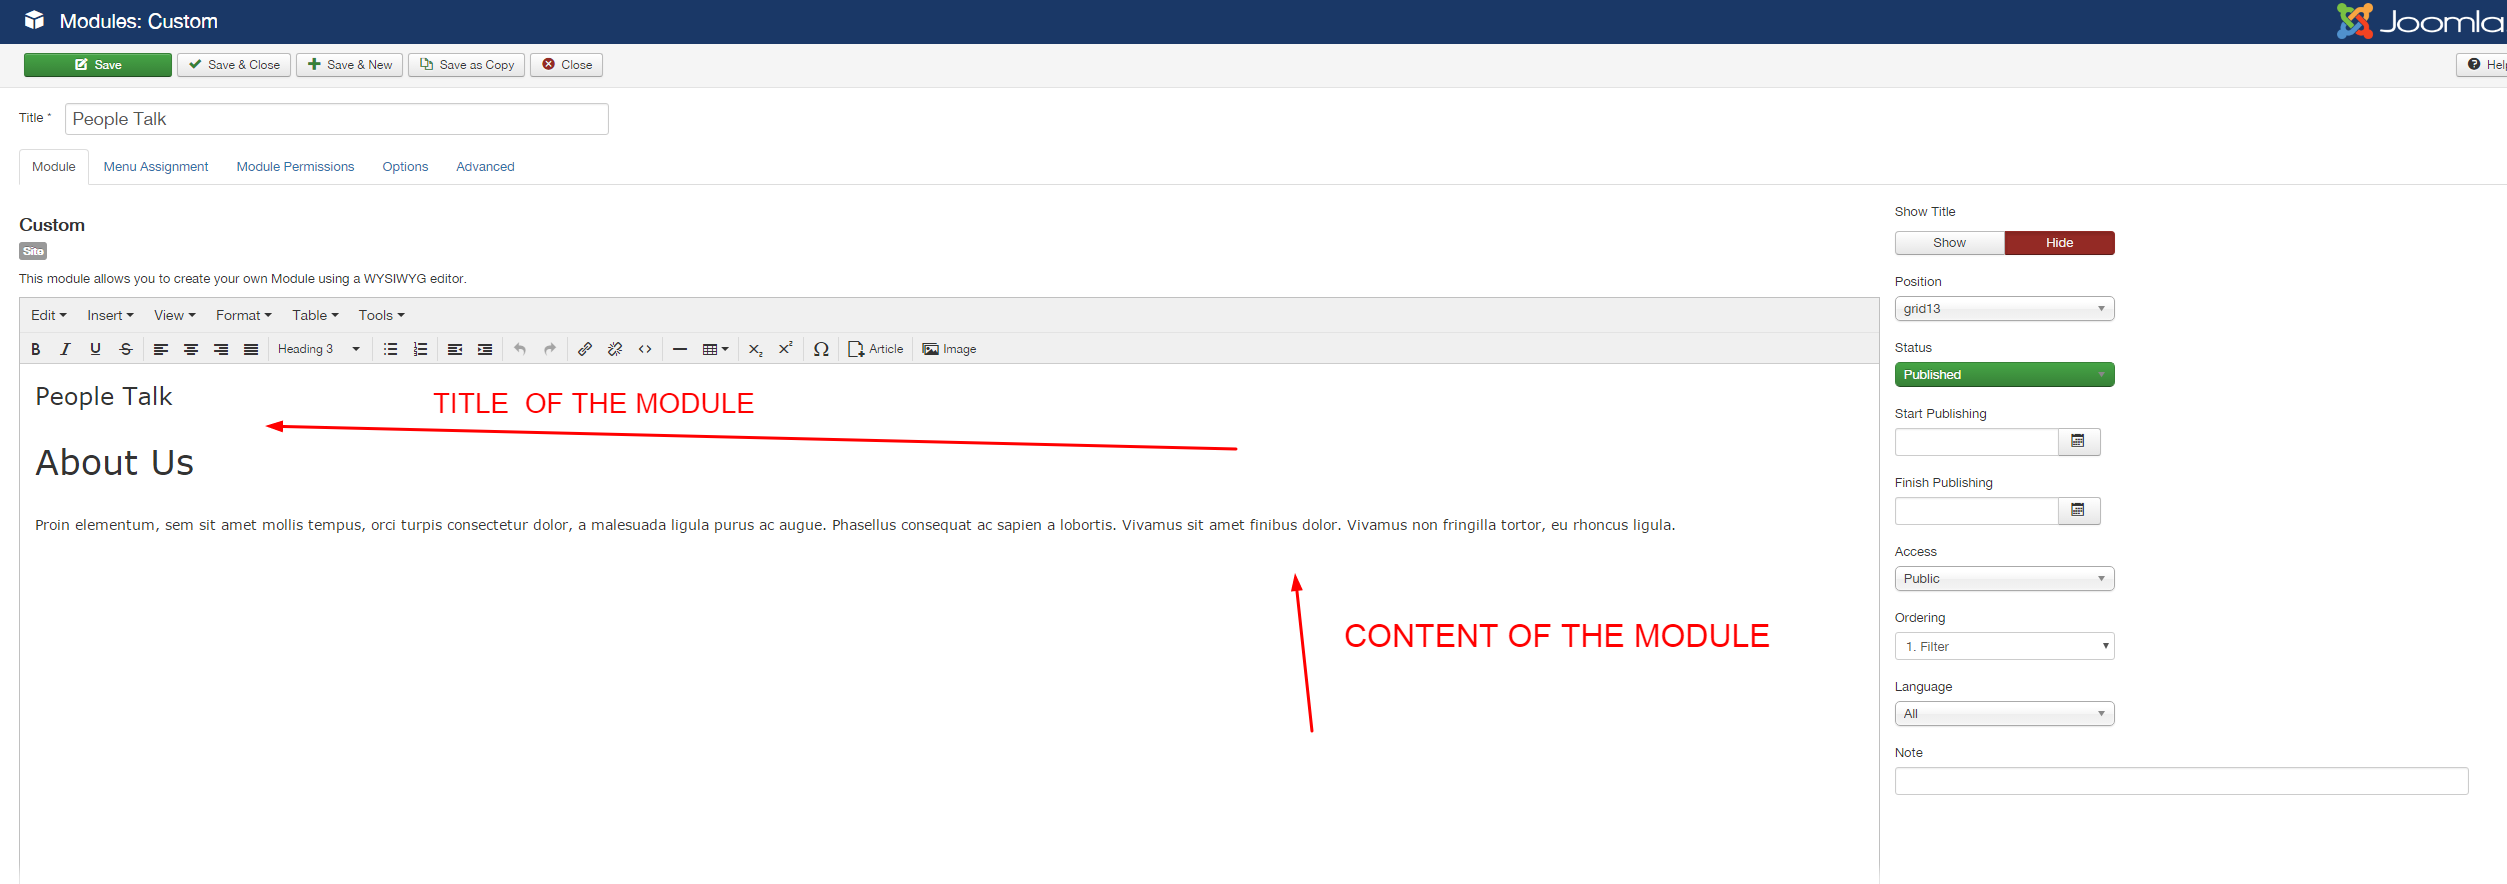 Modules: Custom
Joomla
Save
Save & Close
Save & New
Save as Copy
Close
Help
Title *
People Talk
Module
Menu Assignment
Module Permissions
Options
Advanced
Custom
Site
This module allows you to create your own Module using a WYSIWYG editor.
Edit
Insert
View
Format
Table
Tools
B I U S
Heading 3
Article
Image
People Talk
TITLE OF THE MODULE
About Us
Proin elementum, sem sit amet mollis tempus, orci turpis consectetur dolor, a malesuada ligula purus ac augue. Phasellus consequat ac sapien a lobortis. Vivamus sit amet finibus dolor. Vivamus non fringilla tortor, eu rhoncus ligula.
CONTENT OF THE MODULE
Show Title
Show
Hide
Position
grid13
Status
Published
Start Publishing
Finish Publishing
Access
Public
Ordering
1. Filter
Language
All
Note